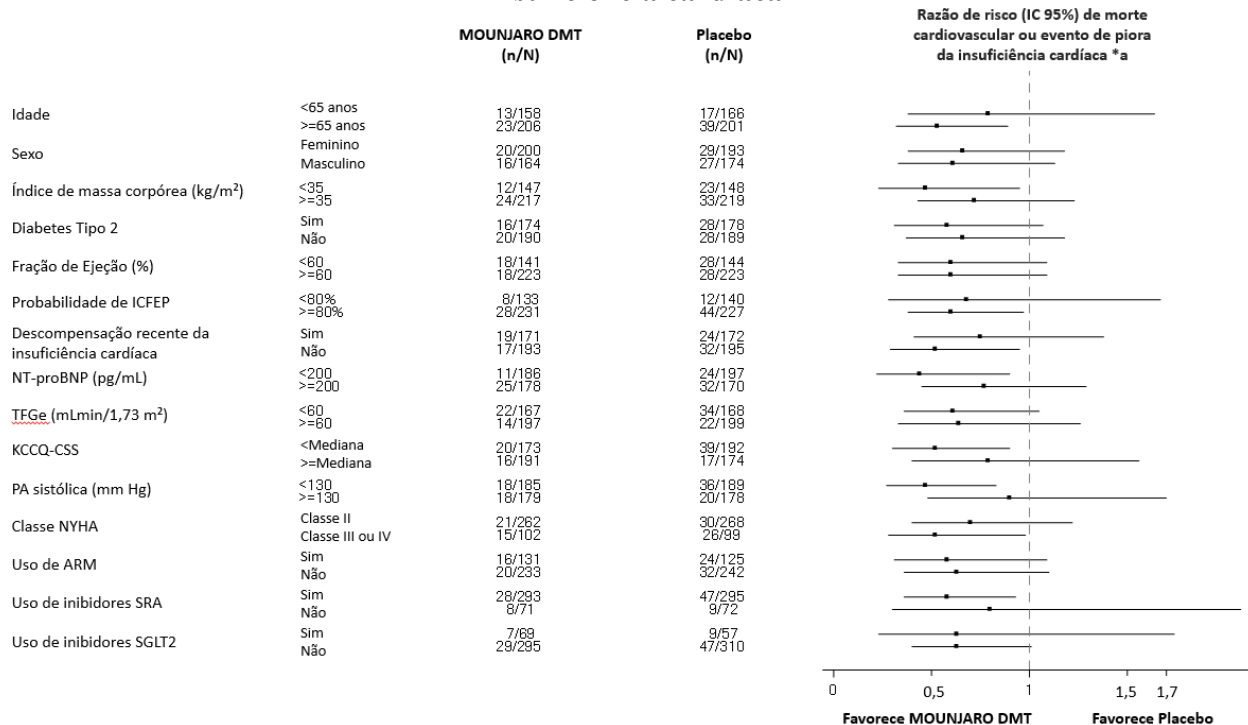 MOUNJARO DMT
(n/N)
Placebo
(n/N)
Razão de risco (IC 95%) de morte
cardiovascular ou evento de piora
da insuficiência cardíaca *a
Idade
<65 anos 13/158 17/166
>=65 anos 23/206 39/201
Sexo
Feminino 20/200 29/193
Masculino 16/164 27/174
Índice de massa corpórea (kg/m²)
<35 12/147 23/148
>=35 24/217 33/219
Diabetes Tipo 2
Sim 16/174 28/178
Não 20/190 28/189
Fração de Ejeção (%)
<60 18/141 28/144
>=60 18/223 28/223
Probabilidade de ICFEP
<80% 8/133 12/140
>=80% 28/231 44/227
Descompensação recente da
insuficiência cardíaca
Sim 19/171 24/172
Não 17/193 32/195
NT-proBNP (pg/mL)
<200 11/186 24/197
>=200 25/178 32/170
TFGe (mLmin/1,73 m²)
<60 22/167 34/168
>=60 14/197 22/199
KCCQ-CSS
<Mediana 20/173 39/192
>=Mediana 16/191 17/174
PA sistólica (mm Hg)
<130 18/185 36/189
>=130 18/179 20/178
Classe NYHA
Classe II 21/262 30/268
Classe III ou IV 15/102 26/99
Uso de ARM
Sim 16/131 24/125
Não 20/233 32/242
Uso de inibidores SRA
Sim 28/293 47/295
Não 8/71 9/72
Uso de inibidores SGLT2
Sim 7/69 9/57
Não 29/295 47/310
0 0,5 1 1,5 1,7
Favorece MOUNJARO DMT Favorece Placebo